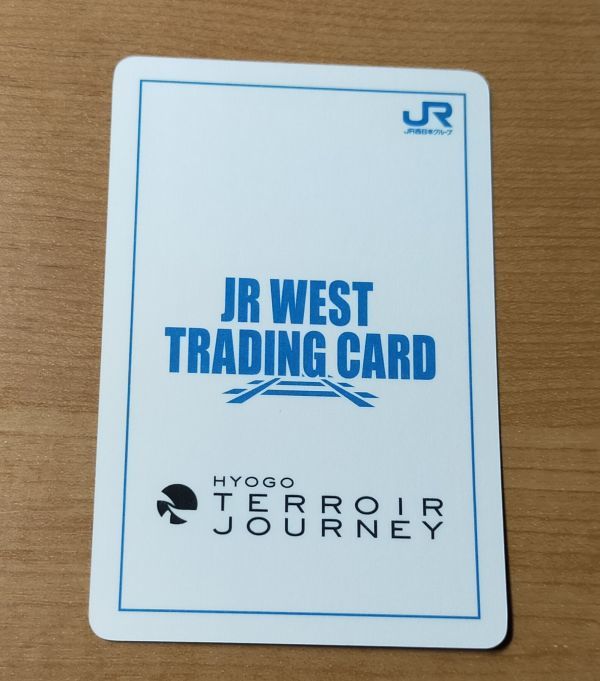 JR
JR西日本グループ
JR WEST
TRADING CARD
HYOGO
TERROIR
JOURNEY